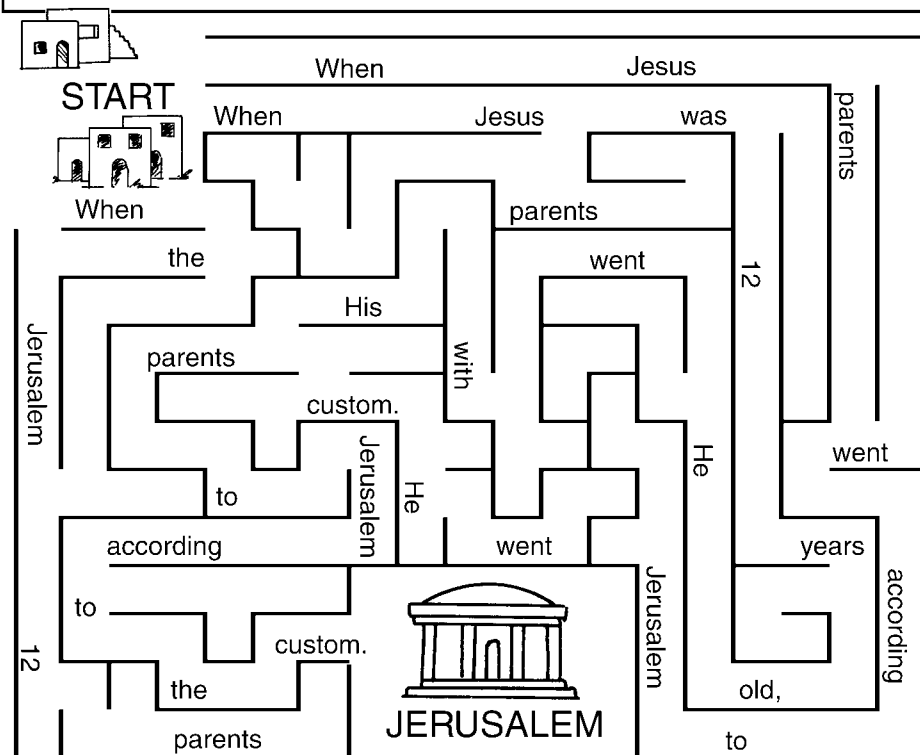 When Jesus
START
parents
When Jesus was
When parents
the went
12
His
Jerusalem
parents with
custom.
went
Jerusalem
He
He
to
according went years
Jerusalem
according
to
custom.
12
the old,
JERUSALEM
parents to